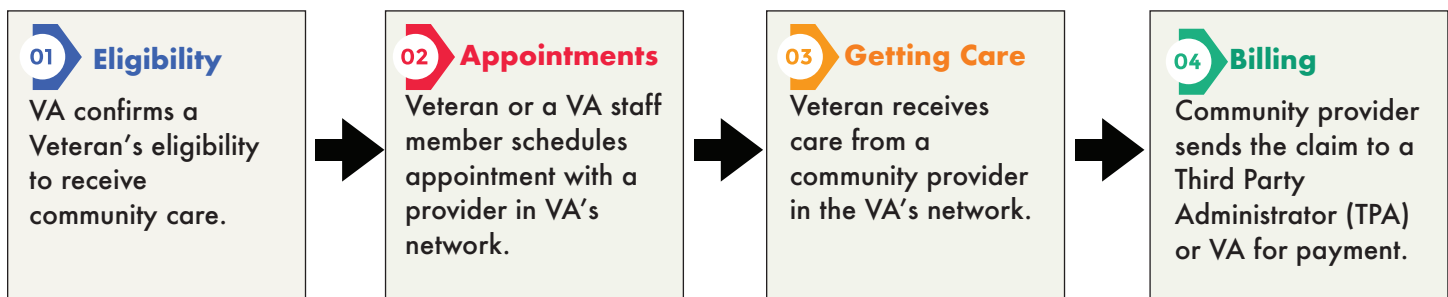 01 Eligibility
VA confirms a
Veteran's eligibility
to receive
community care.
02 Appointments
Veteran or a VA staff
member schedules
appointment with a
provider in VA's
network.
03 Getting Care
Veteran receives
care from a
community provider
in the VA's network.
04 Billing
Community provider
sends the claim to a
Third Party
Administrator (TPA)
or VA for payment.